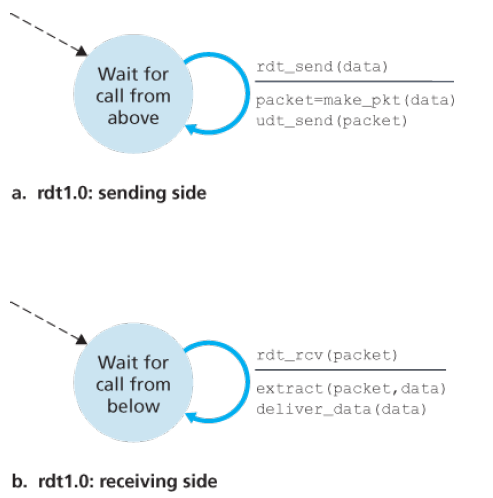 Wait for
call from
above
rdt_send(data)
packet=make_pkt(data)
udt_send(packet)
a. rdt1.0: sending side
Wait for
call from
below
rdt_rcv(packet)
extract(packet,data)
deliver_data(data)
b. rdt1.0: receiving side